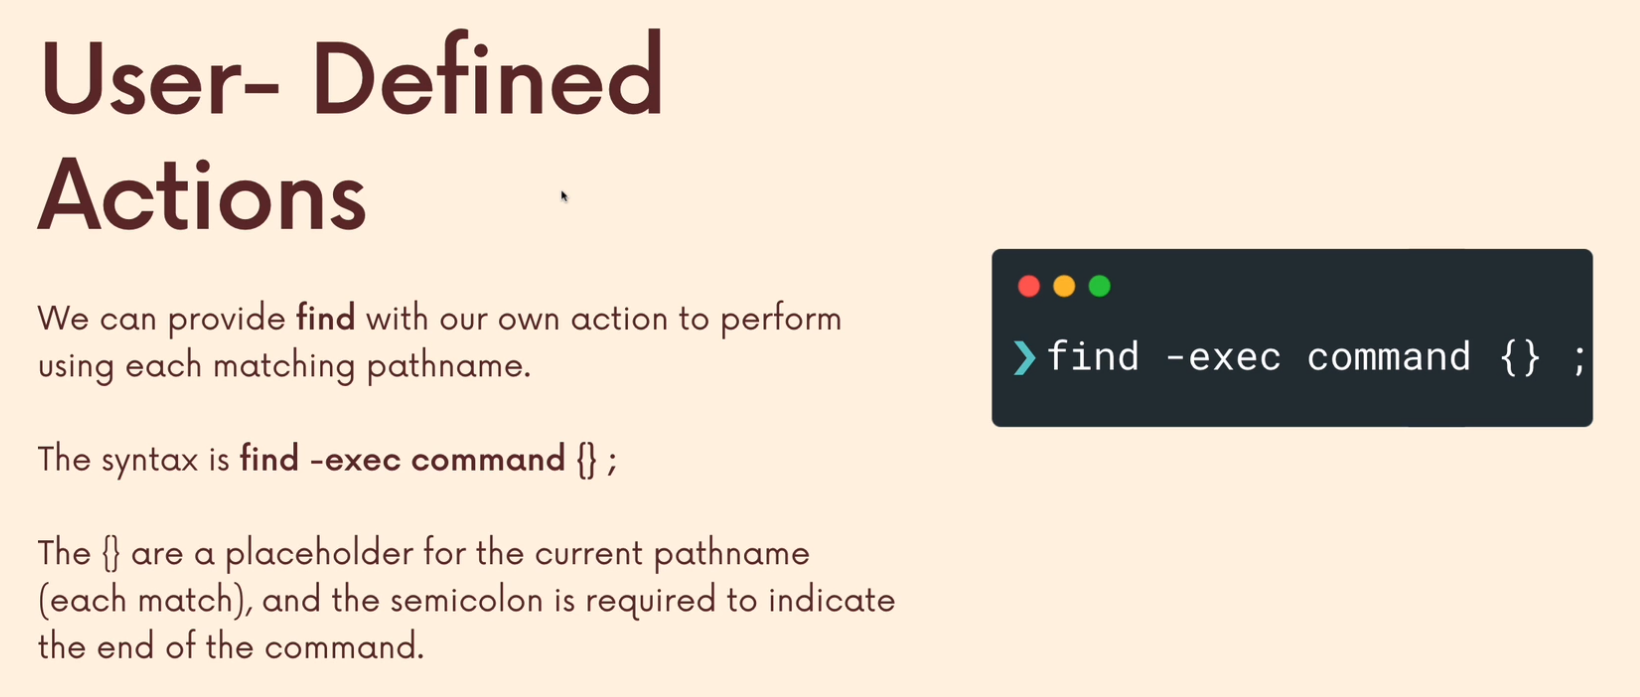 User- Defined
Actions
We can provide find with our own action to perform
using each matching pathname.
The syntax is find -exec command {} ;
The {} are a placeholder for the current pathname
(each match), and the semicolon is required to indicate
the end of the command.
❯find -exec command {} ;